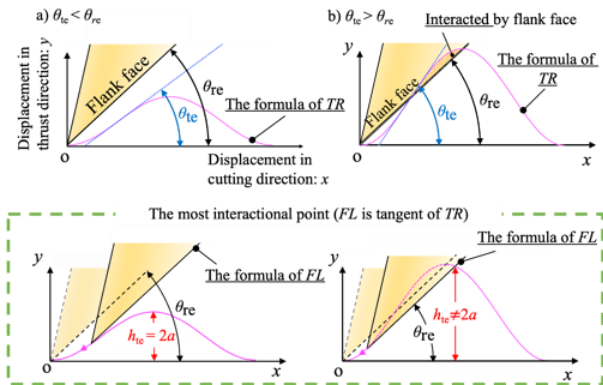 a) θte < θre
Displacement in
thrust direction: y
Flank face
θre
θte
The formula of TR
O
Displacement in
cutting direction: x
b) θte > θre
Interacted by flank face
y
The formula of
TR
Flank face
θre
θte
O
x
The most interactional point (FL is tangent of TR)
y
The formula of FL
θre
hte = 2a
O
x
The formula of FL
y
hte≠2a
θre
O
x